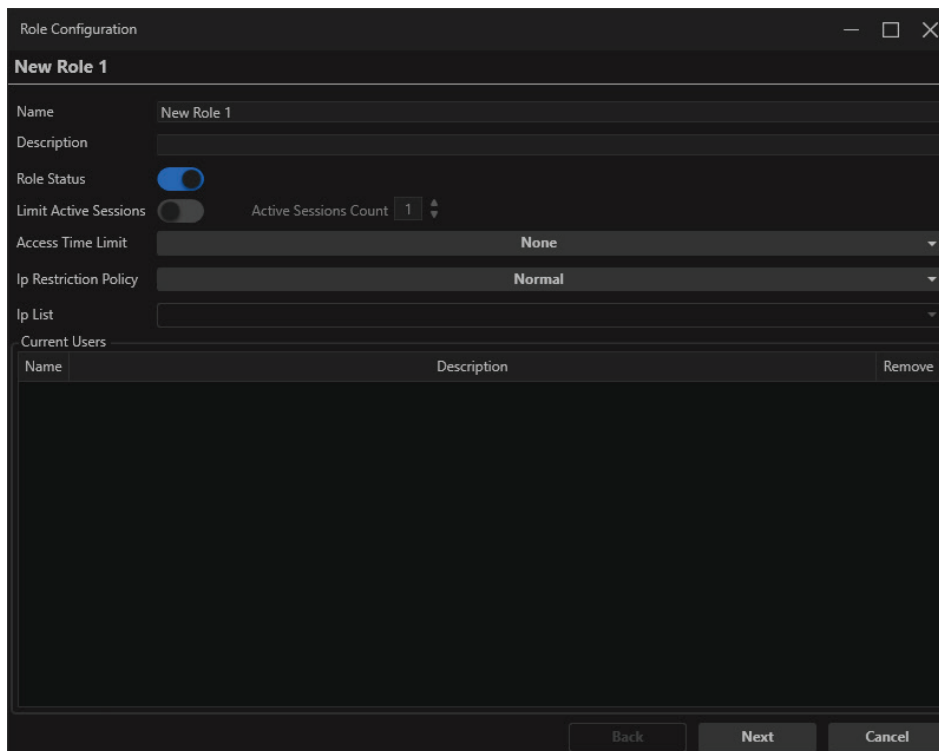 Role Configuration
New Role 1
Name New Role 1
Description
Role Status
Limit Active Sessions Active Sessions Count 1
Access Time Limit None
Ip Restriction Policy Normal
Ip List
Current Users
Name Description Remove
Back Next Cancel